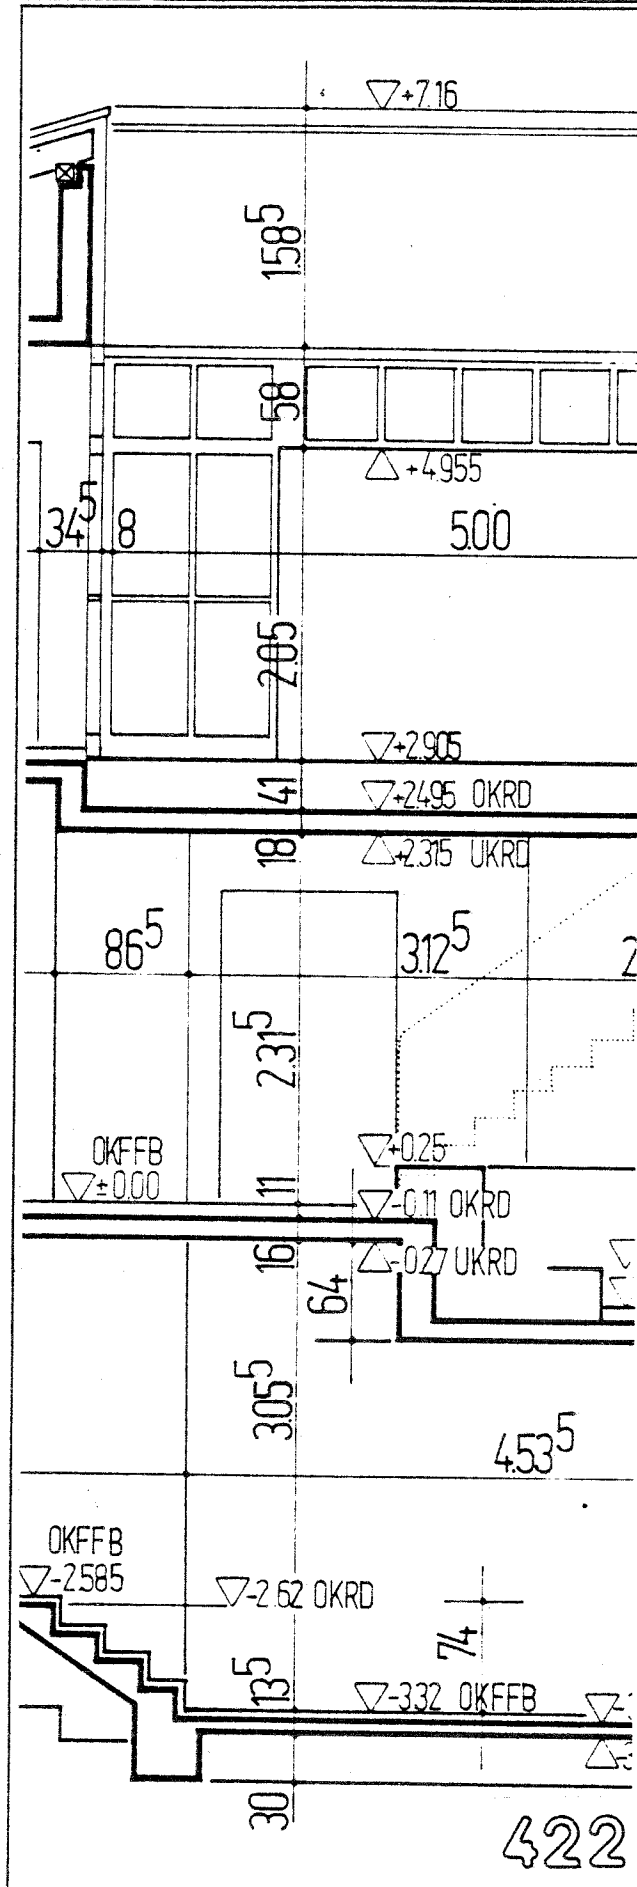 +7.16
1.58⁵
58
+4.955
34⁵ 8 5.00
2.05
+2.905
41
+2.495 OKRD
18
+2.315 UKRD
86⁵ 3.12⁵ 2
2.31⁵
OKFFB
±0.00
+0.25
11
-0.11 OKRD
16
-0.27 UKRD
64
3.05⁵
4.53⁵
OKFFB
-2.585
-2.62 OKRD
74
13⁵
-3.32 OKFFB
30
422